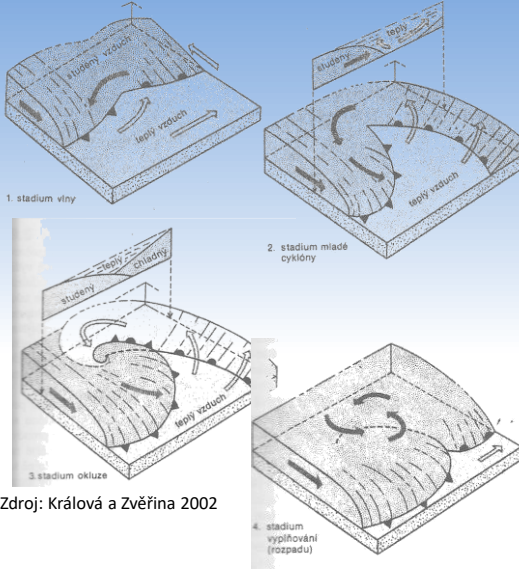 studený vzduch
teplý vzduch
1. stadium vlny
teplý
studený
teplý vzduch
2. stadium mladé
cyklóny
teplý
chladný
studený
teplý vzduch
3. stadium okluze
Zdroj: Králová a Zvěřina 2002
4. stadium
vyplňování
(rozpadu)